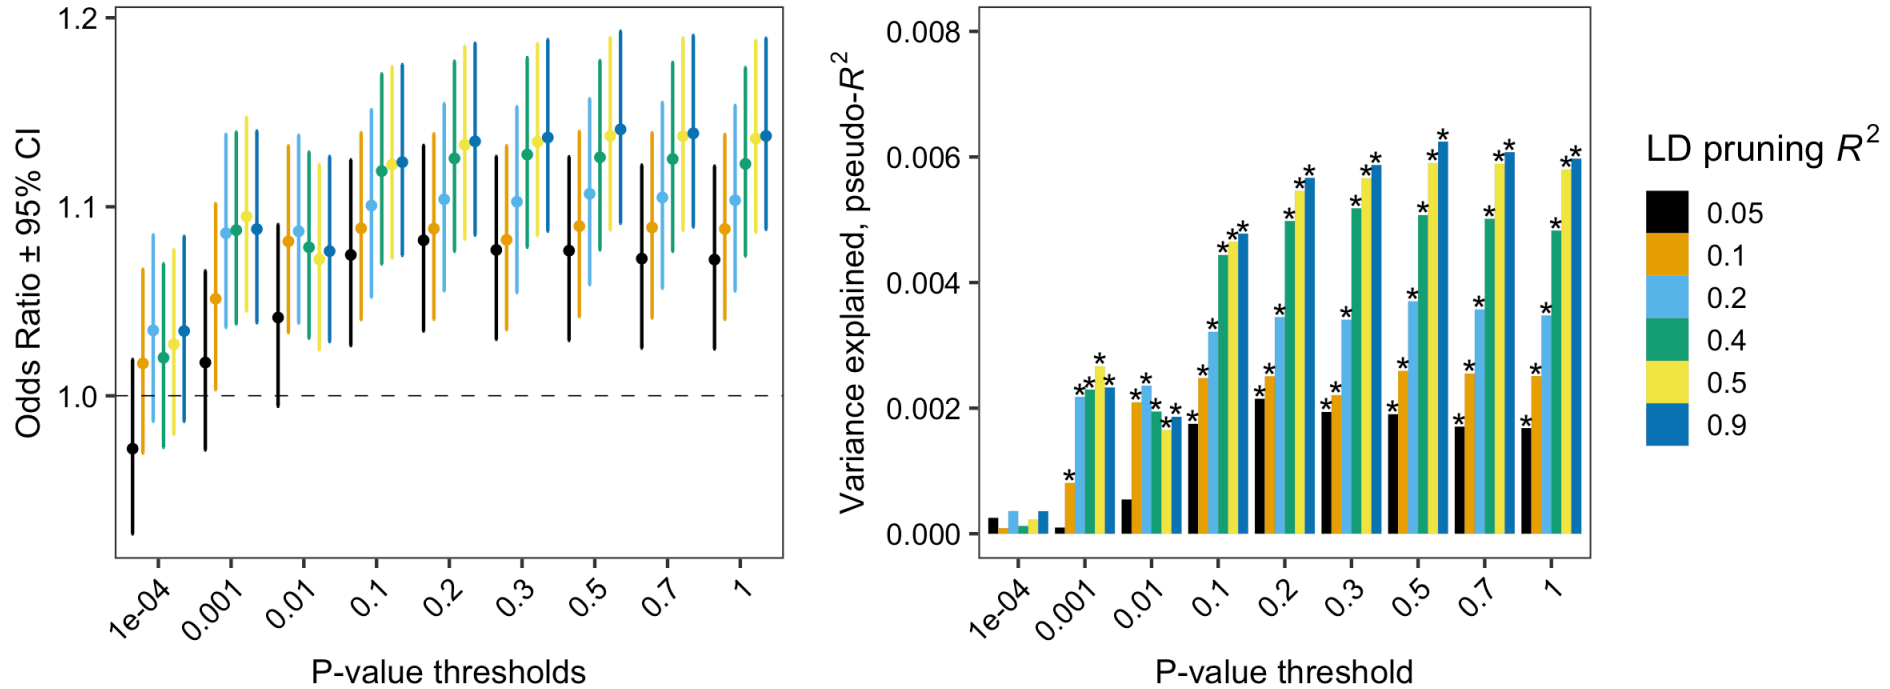 Odds Ratio ± 95% CI
1.2
1.1
1.0
1e-04
0.001
0.01
0.1
0.2
0.3
0.5
0.7
1
P-value thresholds
Variance explained, pseudo-R²
0.008
0.006
0.004
0.002
0.000
* * * * *
* * * * *
* * * * * *
* * * * * *
* * * * * *
* * * * * *
* * * * * *
* * * * * *
1e-04
0.001
0.01
0.1
0.2
0.3
0.5
0.7
1
P-value threshold
LD pruning R²
0.05
0.1
0.2
0.4
0.5
0.9